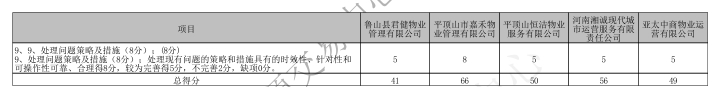 项目
鲁山县君健物业
管理有限公司
平顶山市嘉禾物
业管理有限公司
平顶山恒洁物业
服务有限公司
河南湘诚现代城
市运营服务有限
责任公司
亚太中商物业运
营有限公司
9、9、处理问题策略及措施（8分）；(8分)
9、处理问题策略及措施（8分）；处理现有问题的策略和措施具有的时效性、针对性和
可操作性可靠、合理得8分，较为完善得5分，不完善2分，缺项0分。
5 8 5 5 5
总得分 41 66 50 56 49
交易中心